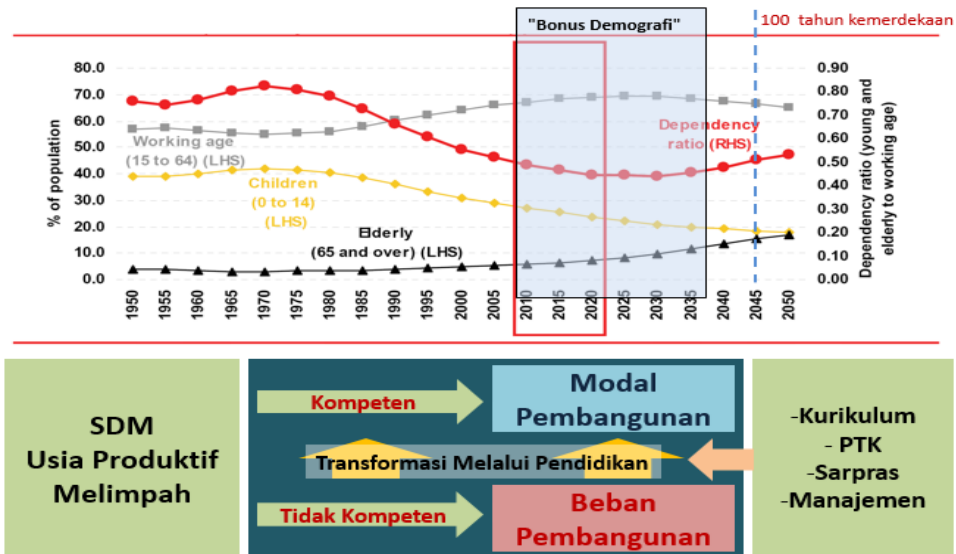 "Bonus Demografi"
100 tahun kemerdekaan
80.0
70.0
60.0
50.0
40.0
30.0
20.0
10.0
0.0
% of population
0.90
0.80
0.70
0.60
0.50
0.40
0.30
0.20
0.10
0.00
Dependency ratio (young and
elderly to working age)
Working age
(15 to 64) (LHS)
Children
(0 to 14)
(LHS)
Elderly
(65 and over) (LHS)
Dependency
ratio (RHS)
1950
1955
1960
1965
1970
1975
1980
1985
1990
1995
2000
2005
2010
2015
2020
2025
2030
2035
2040
2045
2050
SDM
Usia Produktif
Melimpah
Kompeten
Modal
Pembangunan
Transformasi Melalui Pendidikan
Tidak Kompeten
Beban
Pembangunan
-Kurikulum
- PTK
-Sarpras
-Manajemen